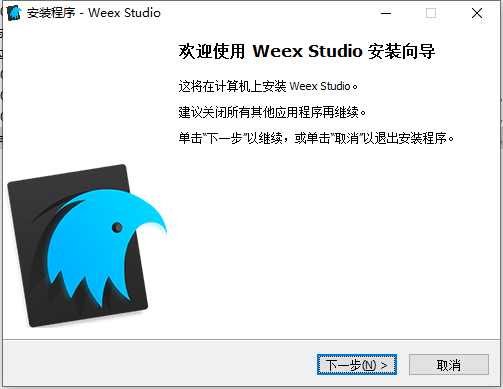 安装程序 - Weex Studio
欢迎使用 Weex Studio 安装向导
这将在计算机上安装 Weex Studio。
建议关闭所有其他应用程序再继续。
单击“下一步”以继续，或单击“取消”以退出安装程序。
下一步(N) >
取消